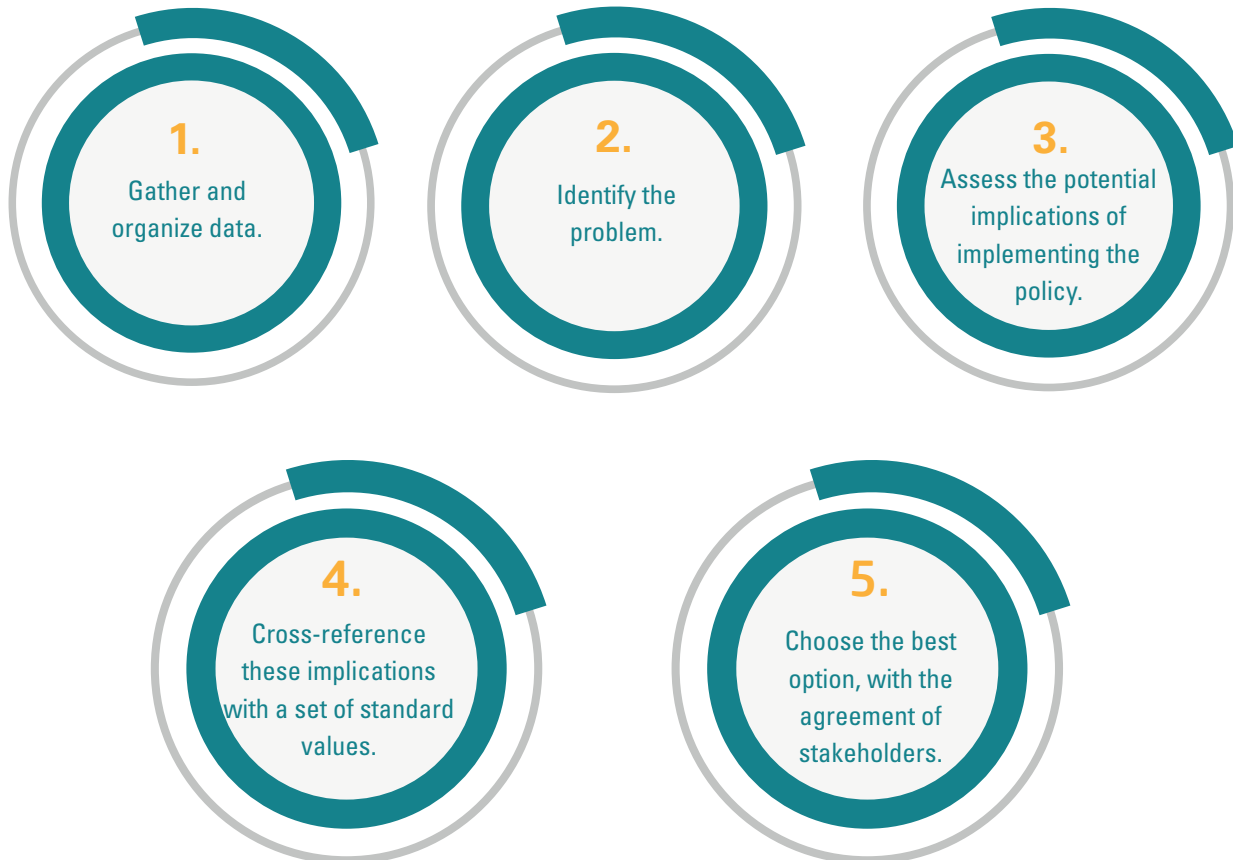 1.
Gather and
organize data.
2.
Identify the
problem.
3.
Assess the potential
implications of
implementing the
policy.
4.
Cross-reference
these implications
with a set of standard
values.
5.
Choose the best
option, with the
agreement of
stakeholders.